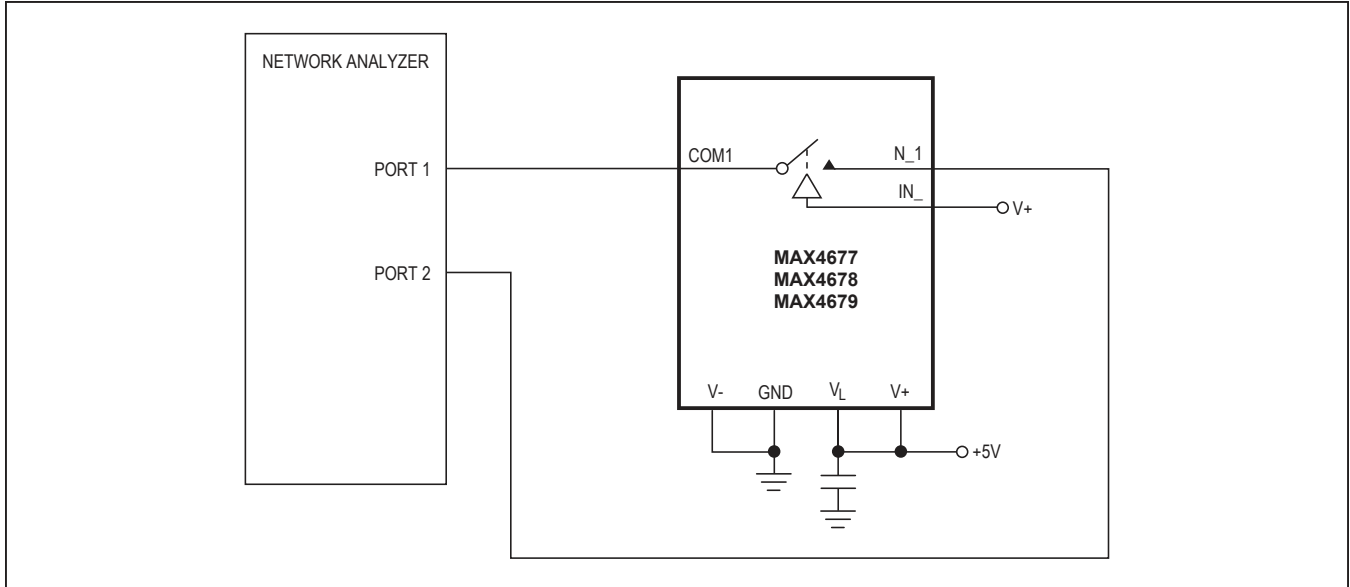 NETWORK ANALYZER
PORT 1
PORT 2
COM1
N_1
IN_
V+
MAX4677
MAX4678
MAX4679
V-
GND
VL
V+
+5V